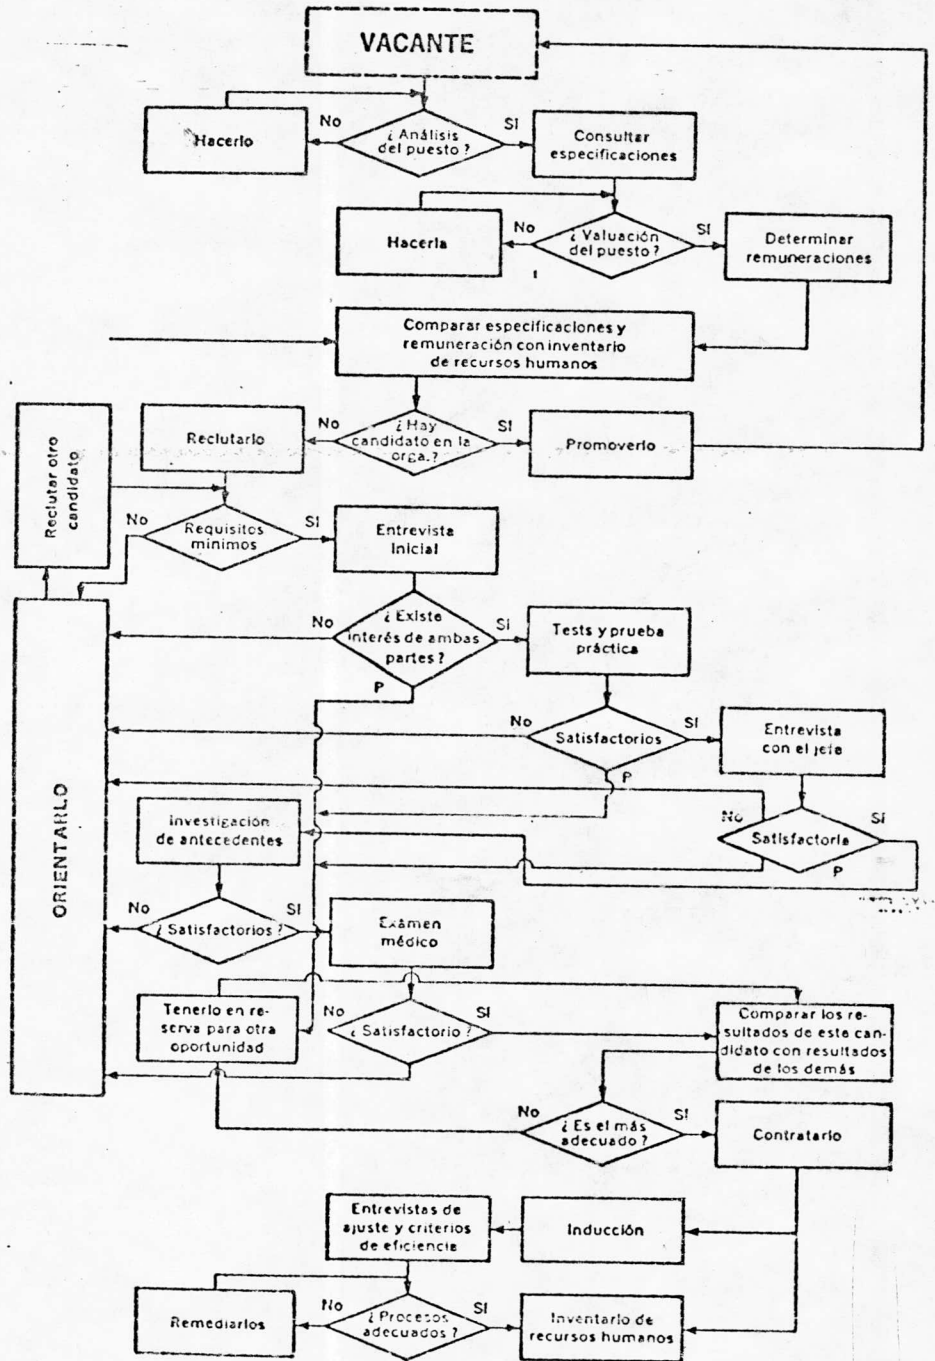 VACANTE
No
¿ Análisis
del puesto ?
SI
Hacerlo
Consultar
especificaciones
Hacerla
No
¿ Valuación
del puesto ?
SI
Determinar
remuneraciones
Comparar especificaciones y
remuneración con inventario
de recursos humanos
Reclutar otro
candidato
Reclutarlo
No
¿Hay
candidato en la
orga.?
SI
Promoverlo
No
Requisitos
mínimos
SI
Entrevista
Inicial
No
¿ Existe
interés de ambas
partes ?
SI
P
Tests y prueba
práctica
No
Satisfactorios
SI
P
Entrevista
con el jefe
ORIENTARLO
Investigación
de antecedentes
No
Satisfactoria
SI
P
No
¿ Satisfactorios ?
SI
Exámen
médico
Tenerlo en re-
serva para otra
oportunidad
No
¿ Satisfactorio ?
SI
Comparar los re-
sultados de este can-
didato con resultados
de los demás
No
¿ Es el más
adecuado ?
SI
Contratarlo
Entrevistas de
ajuste y criterios
de eficiencia
Inducción
Remediarlos
No
¿ Procesos
adecuados ?
SI
Inventario de
recursos humanos